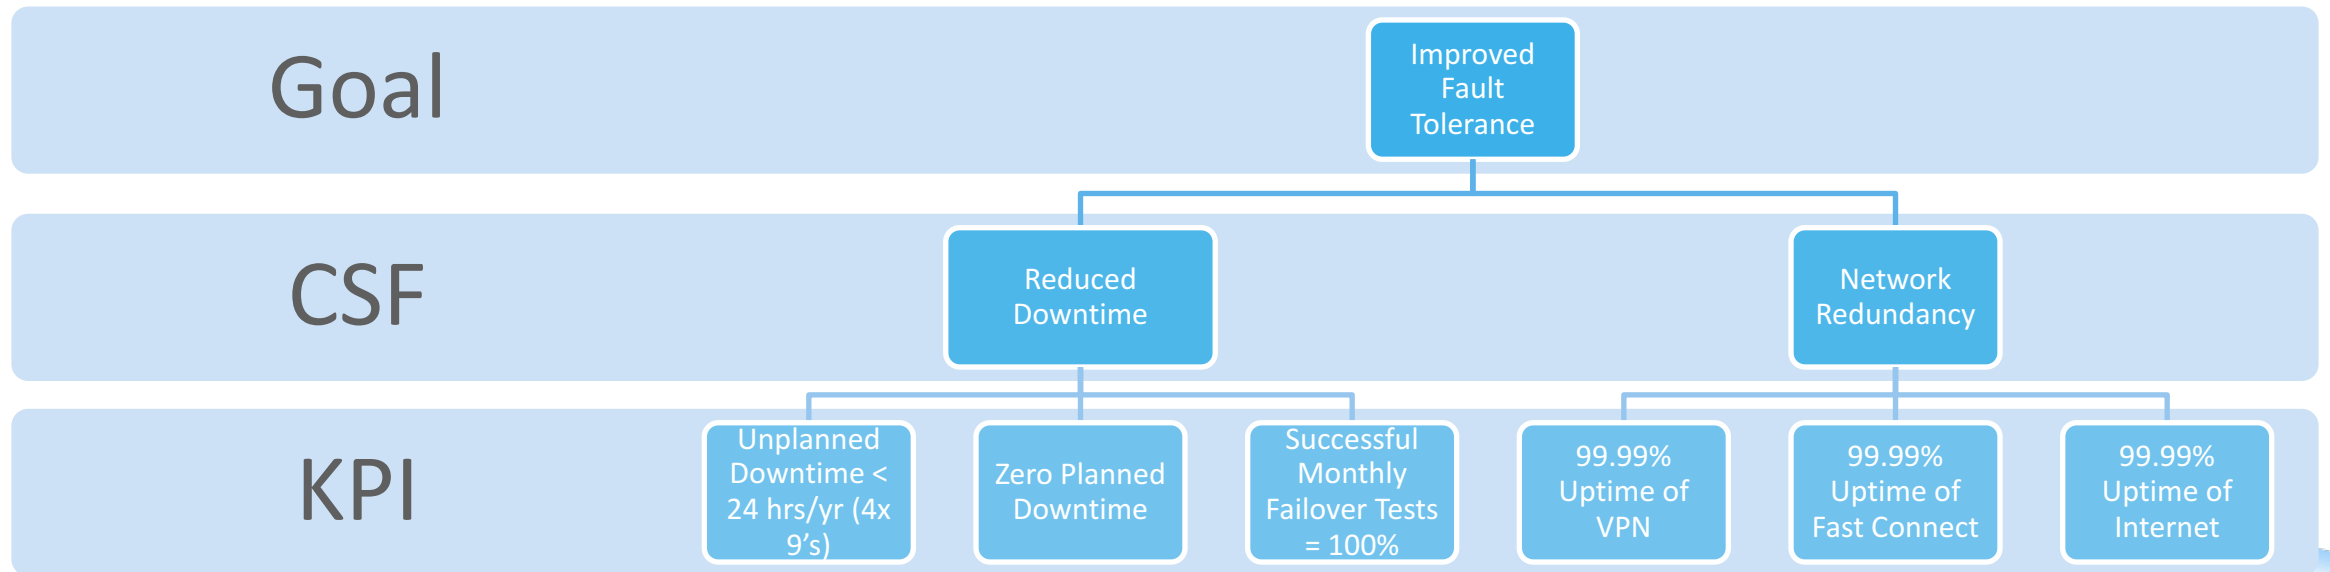 Goal
Improved
Fault
Tolerance
CSF
Reduced
Downtime
Network
Redundancy
KPI
Unplanned
Downtime <
24 hrs/yr (4x
9’s)
Zero Planned
Downtime
Successful
Monthly
Failover Tests
= 100%
99.99%
Uptime of
VPN
99.99%
Uptime of
Fast Connect
99.99%
Uptime of
Internet